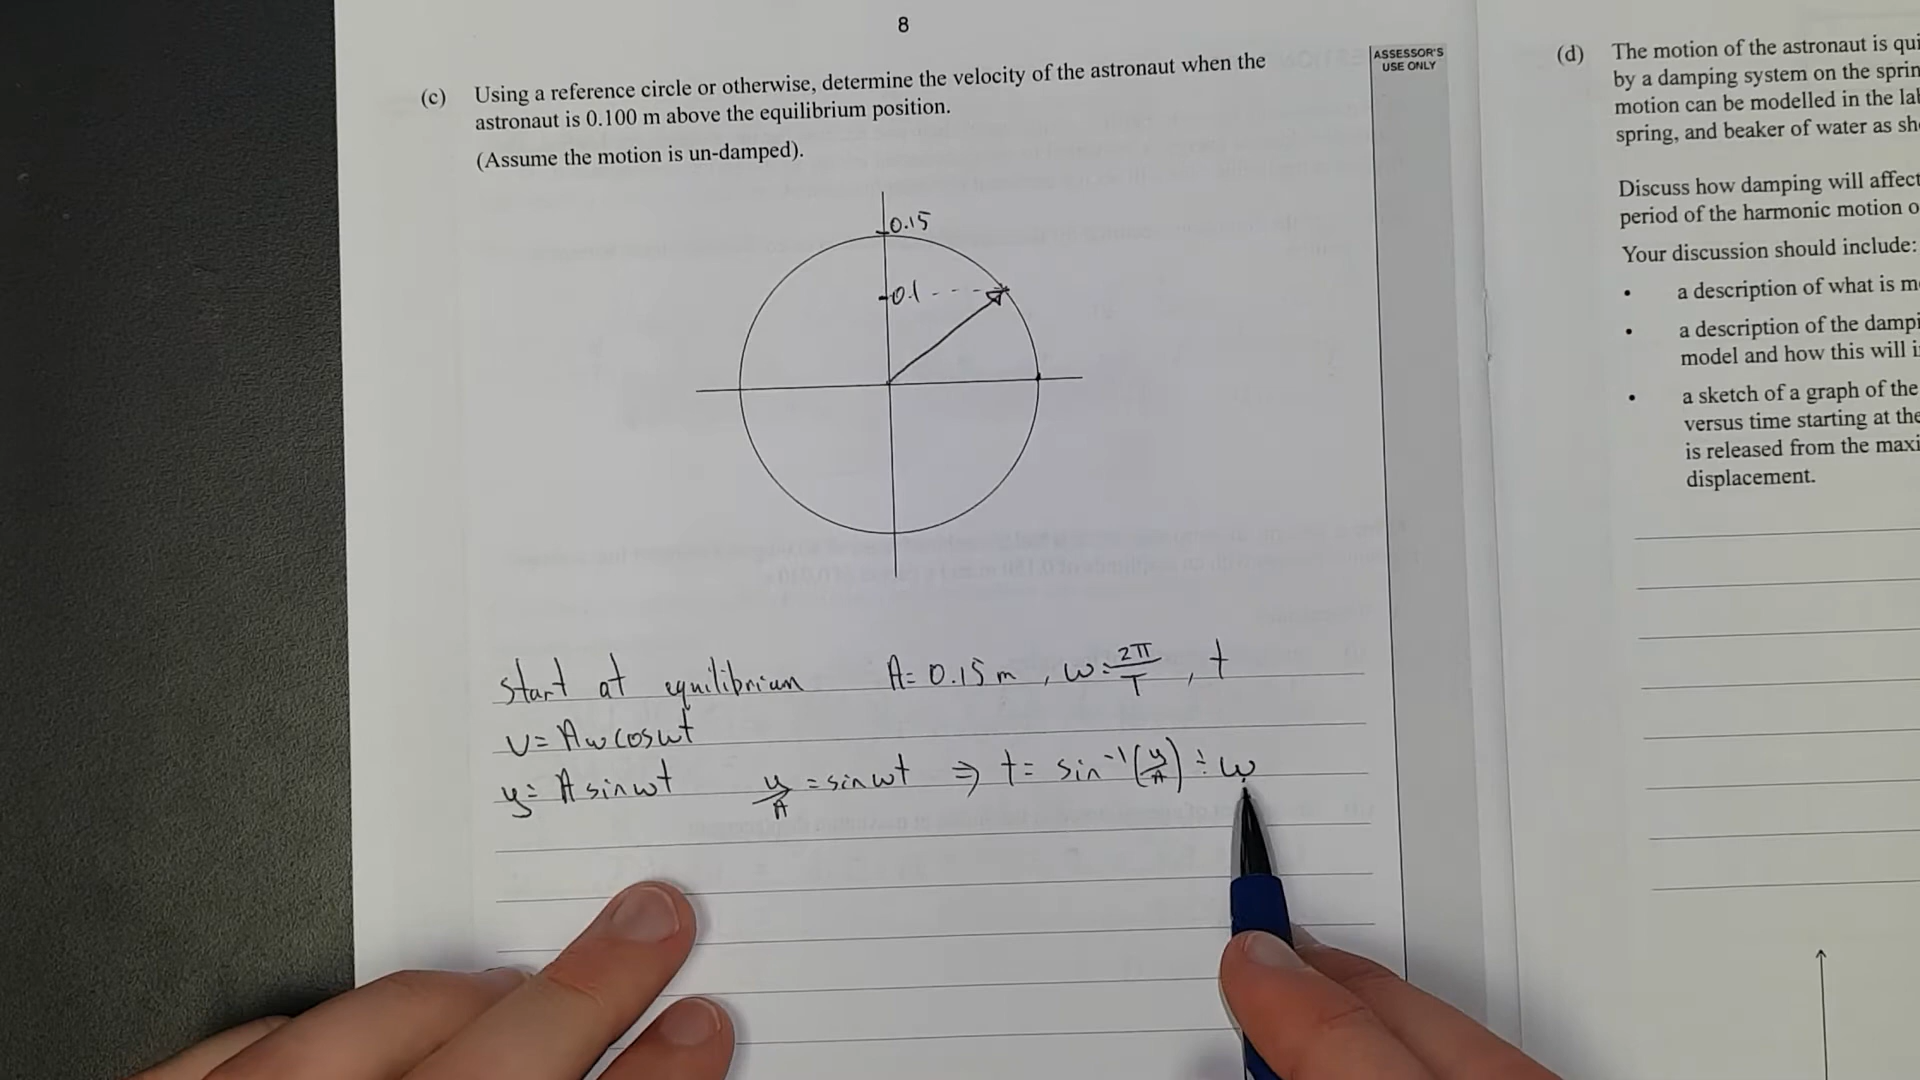 8
(c) Using a reference circle or otherwise, determine the velocity of the astronaut when the
astronaut is 0.100 m above the equilibrium position.
(Assume the motion is un-damped).
ASSESSOR'S
USE ONLY
0.15
0.1
start at equilibrium A = 0.15 m , ω = 2π/T , t
v = Aω cos ωt
y = A sin ωt y/A = sin ωt ⇒ t = sin⁻¹(y/A) ÷ ω
(d) The motion of the astronaut is qui
by a damping system on the sprin
motion can be modelled in the la
spring, and beaker of water as sh
Discuss how damping will affect
period of the harmonic motion o
Your discussion should include:
• a description of what is m
• a description of the dampi
model and how this will i
• a sketch of a graph of the
versus time starting at the
is released from the maxi
displacement.